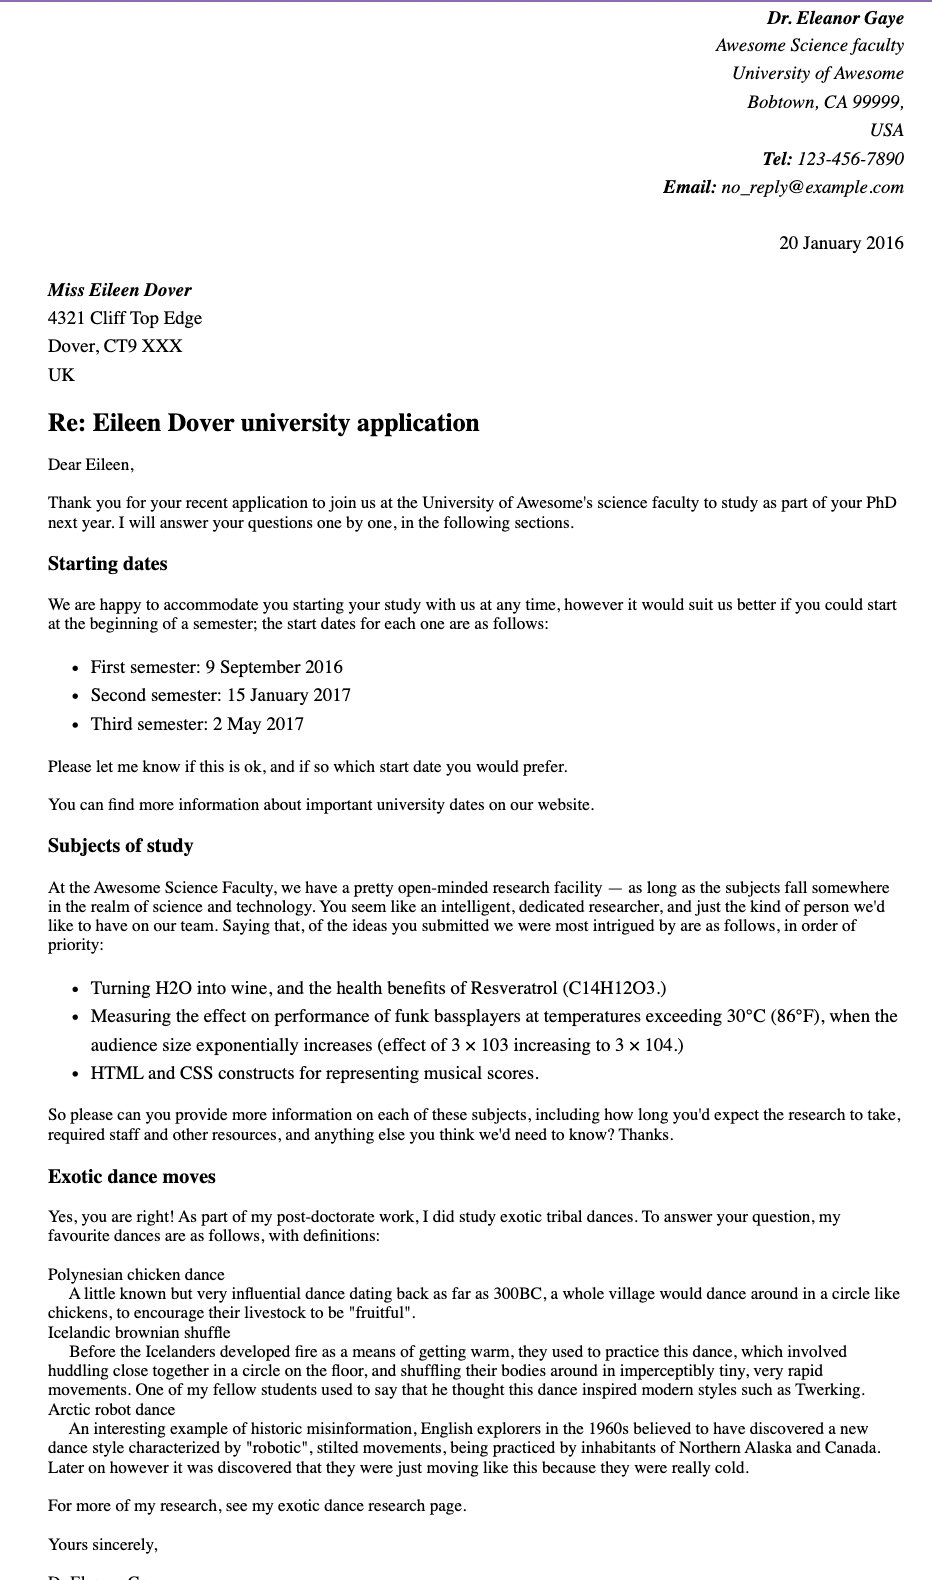 Dr. Eleanor Gaye
Awesome Science faculty
University of Awesome
Bobtown, CA 99999,
USA
Tel: 123-456-7890
Email: no_reply@example.com
20 January 2016
Miss Eileen Dover
4321 Cliff Top Edge
Dover, CT9 XXX
UK
Re: Eileen Dover university application
Dear Eileen,
Thank you for your recent application to join us at the University of Awesome's science faculty to study as part of your PhD
next year. I will answer your questions one by one, in the following sections.
Starting dates
We are happy to accommodate you starting your study with us at any time, however it would suit us better if you could start
at the beginning of a semester; the start dates for each one are as follows:
• First semester: 9 September 2016
• Second semester: 15 January 2017
• Third semester: 2 May 2017
Please let me know if this is ok, and if so which start date you would prefer.
You can find more information about important university dates on our website.
Subjects of study
At the Awesome Science Faculty, we have a pretty open-minded research facility — as long as the subjects fall somewhere
in the realm of science and technology. You seem like an intelligent, dedicated researcher, and just the kind of person we'd
like to have on our team. Saying that, of the ideas you submitted we were most intrigued by are as follows, in order of
priority:
• Turning H2O into wine, and the health benefits of Resveratrol (C14H12O3.)
• Measuring the effect on performance of funk bassplayers at temperatures exceeding 30°C (86°F), when the
audience size exponentially increases (effect of 3 × 103 increasing to 3 × 104.)
• HTML and CSS constructs for representing musical scores.
So please can you provide more information on each of these subjects, including how long you'd expect the research to take,
required staff and other resources, and anything else you think we'd need to know? Thanks.
Exotic dance moves
Yes, you are right! As part of my post-doctorate work, I did study exotic tribal dances. To answer your question, my
favourite dances are as follows, with definitions:
Polynesian chicken dance
A little known but very influential dance dating back as far as 300BC, a whole village would dance around in a circle like
chickens, to encourage their livestock to be "fruitful".
Icelandic brownian shuffle
Before the Icelanders developed fire as a means of getting warm, they used to practice this dance, which involved
huddling close together in a circle on the floor, and shuffling their bodies around in imperceptibly tiny, very rapid
movements. One of my fellow students used to say that he thought this dance inspired modern styles such as Twerking.
Arctic robot dance
An interesting example of historic misinformation, English explorers in the 1960s believed to have discovered a new
dance style characterized by "robotic", stilted movements, being practiced by inhabitants of Northern Alaska and Canada.
Later on however it was discovered that they were just moving like this because they were really cold.
For more of my research, see my exotic dance research page.
Yours sincerely,